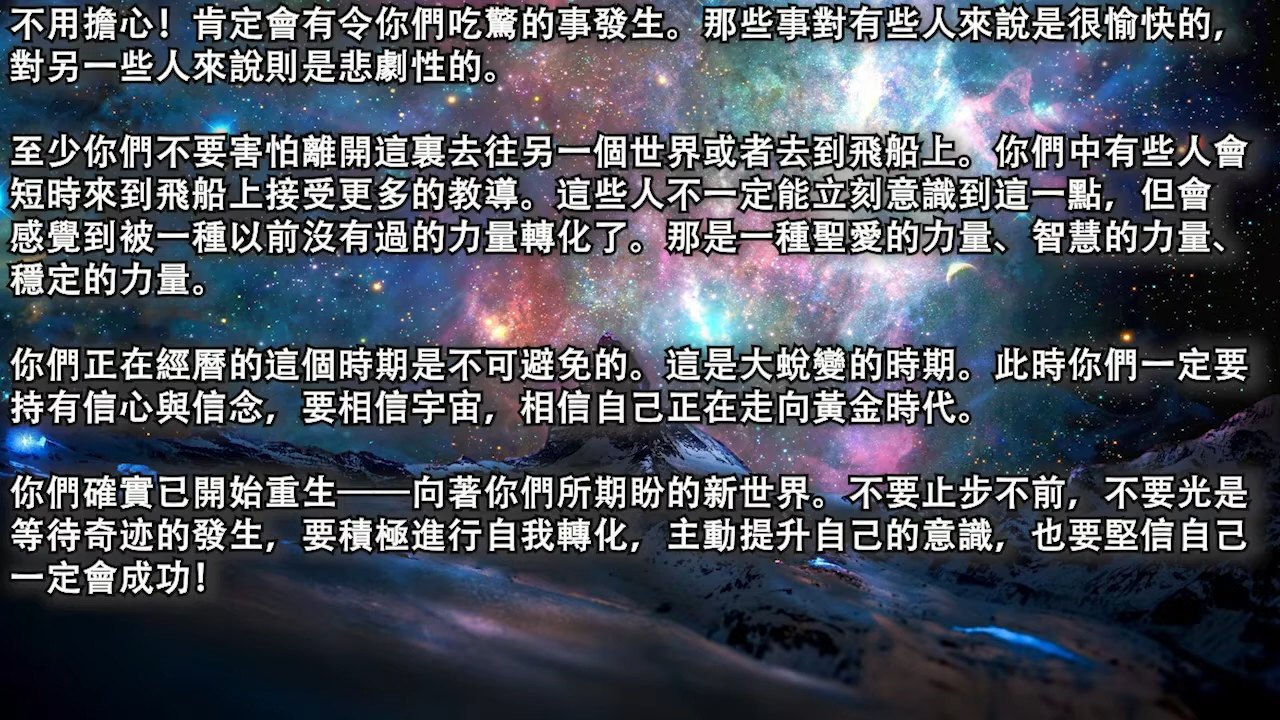 不用擔心！肯定會有令你們吃驚的事發生。那些事對有些人來說是很愉快的，
對另一些人來說則是悲劇性的。
至少你們不要害怕離開這裏去往另一個世界或者去到飛船上。你們中有些人會
短時來到飛船上接受更多的教導。這些人不一定能立刻意識到這一點，但會
感覺到被一種以前沒有過的力量轉化了。那是一種聖愛的力量、智慧的力量、
穩定的力量。
你們正在經曆的這個時期是不可避免的。這是大蛻變的時期。此時你們一定要
持有信心與信念，要相信宇宙，相信自己正在走向黃金時代。
你們確實已開始重生——向著你們所期盼的新世界。不要止步不前，不要光是
等待奇迹的發生，要積極進行自我轉化，主動提升自己的意識，也要堅信自己
一定會成功！